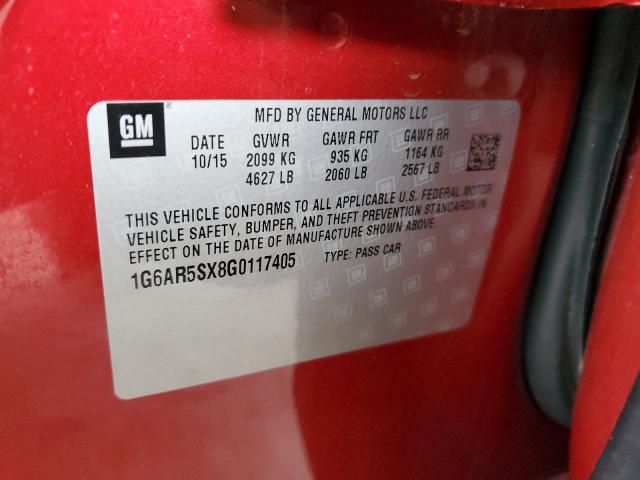 GM
MFD BY GENERAL MOTORS LLC
DATE GVWR GAWR FRT GAWR RR
10/15 2099 KG 935 KG 1164 KG
4627 LB 2060 LB 2567 LB
THIS VEHICLE CONFORMS TO ALL APPLICABLE U.S. FEDERAL MOTOR
VEHICLE SAFETY, BUMPER, AND THEFT PREVENTION STANDARDS IN
EFFECT ON THE DATE OF MANUFACTURE SHOWN ABOVE.
1G6AR5SX8G0117405 TYPE: PASS CAR